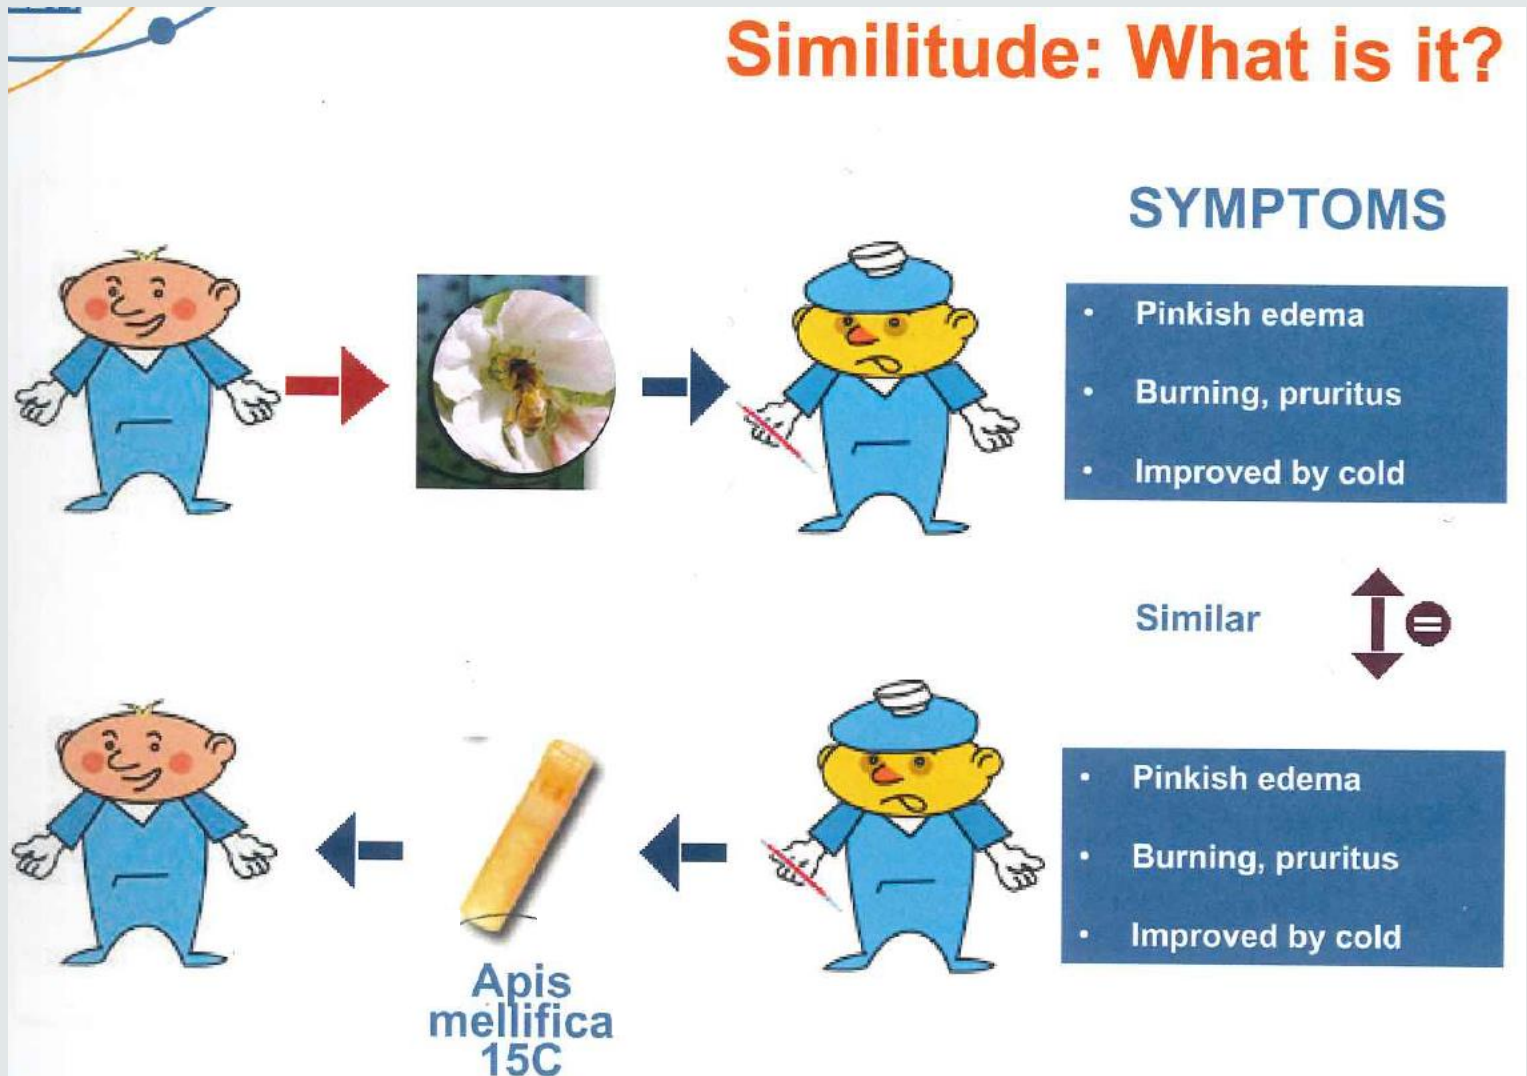 Similitude: What is it?
SYMPTOMS
• Pinkish edema
• Burning, pruritus
• Improved by cold
Similar
=
• Pinkish edema
• Burning, pruritus
• Improved by cold
Apis
mellifica
15C